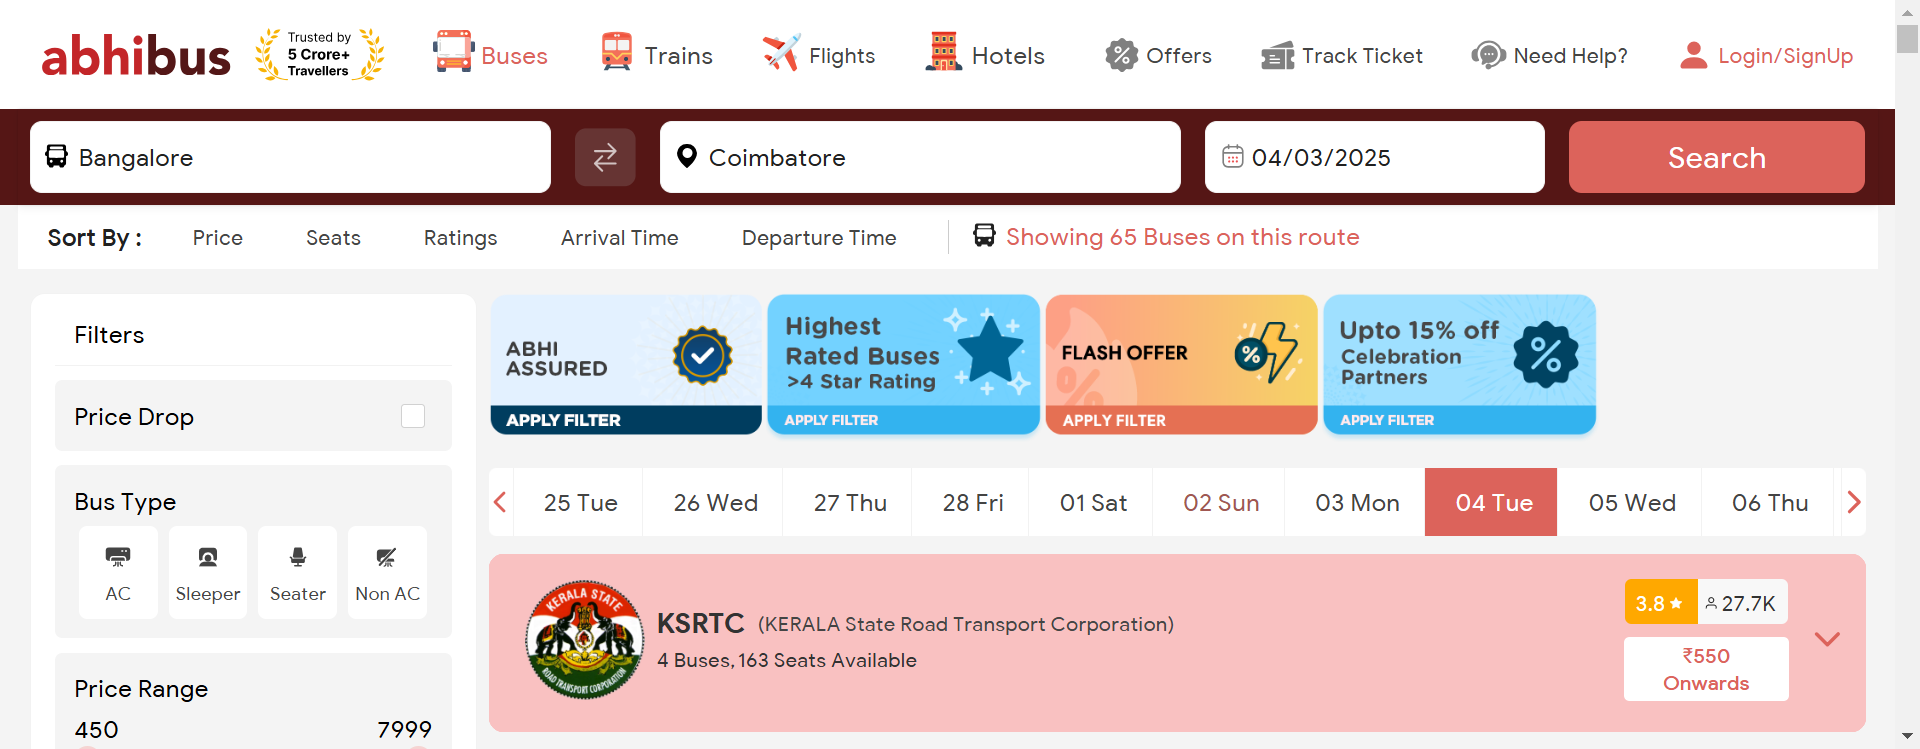 abhibus
Trusted by
5 Crore+
Travellers
Buses
Trains
Flights
Hotels
Offers
Track Ticket
Need Help?
Login/SignUp
Bangalore
Coimbatore
04/03/2025
Search
Sort By :
Price
Seats
Ratings
Arrival Time
Departure Time
Showing 65 Buses on this route
Filters
Price Drop
Bus Type
AC
Sleeper
Seater
Non AC
Price Range
450
7999
ABHI
ASSURED
APPLY FILTER
Highest
Rated Buses
>4 Star Rating
APPLY FILTER
FLASH OFFER
%
%
APPLY FILTER
Upto 15% off
Celebration
Partners
%
APPLY FILTER
25 Tue
26 Wed
27 Thu
28 Fri
01 Sat
02 Sun
03 Mon
04 Tue
05 Wed
06 Thu
KERALA STATE
ROAD TRANSPORT CORPORATION
KSRTC (KERALA State Road Transport Corporation)
4 Buses, 163 Seats Available
3.8
27.7K
₹550
Onwards